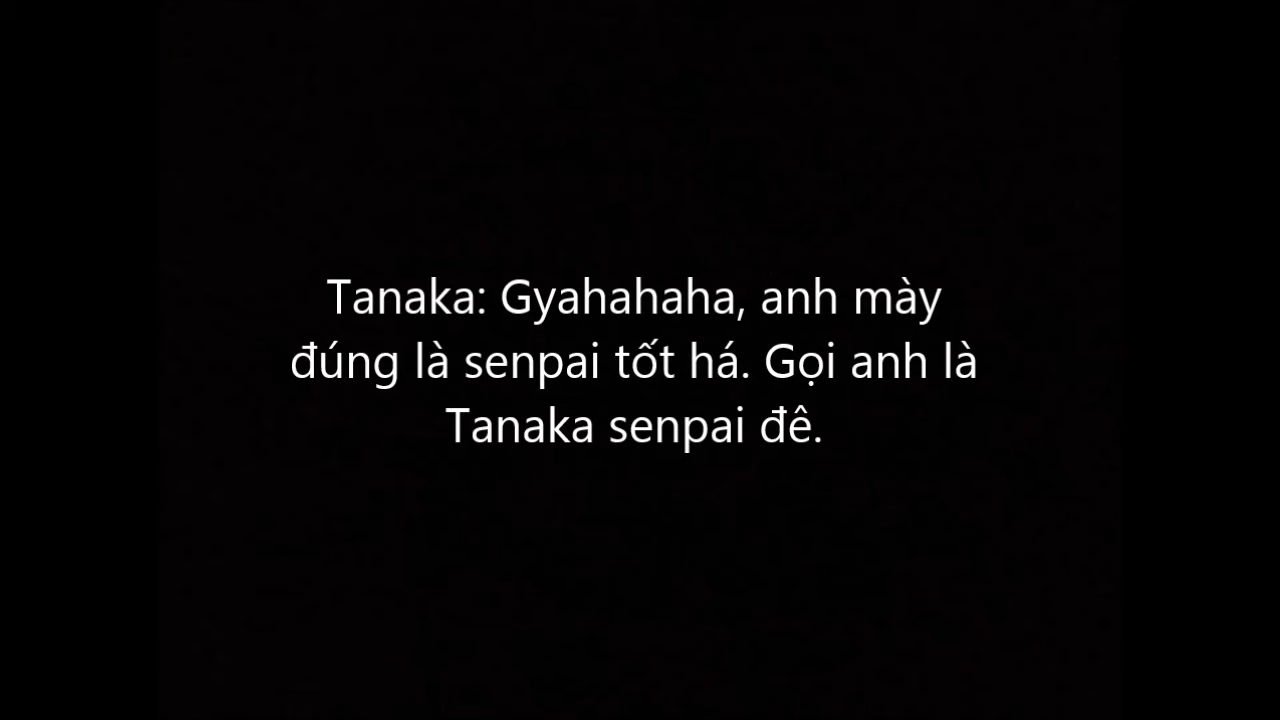 Tanaka: Gyahahaha, anh mày
đúng là senpai tốt há. Gọi anh là
Tanaka senpai đê.